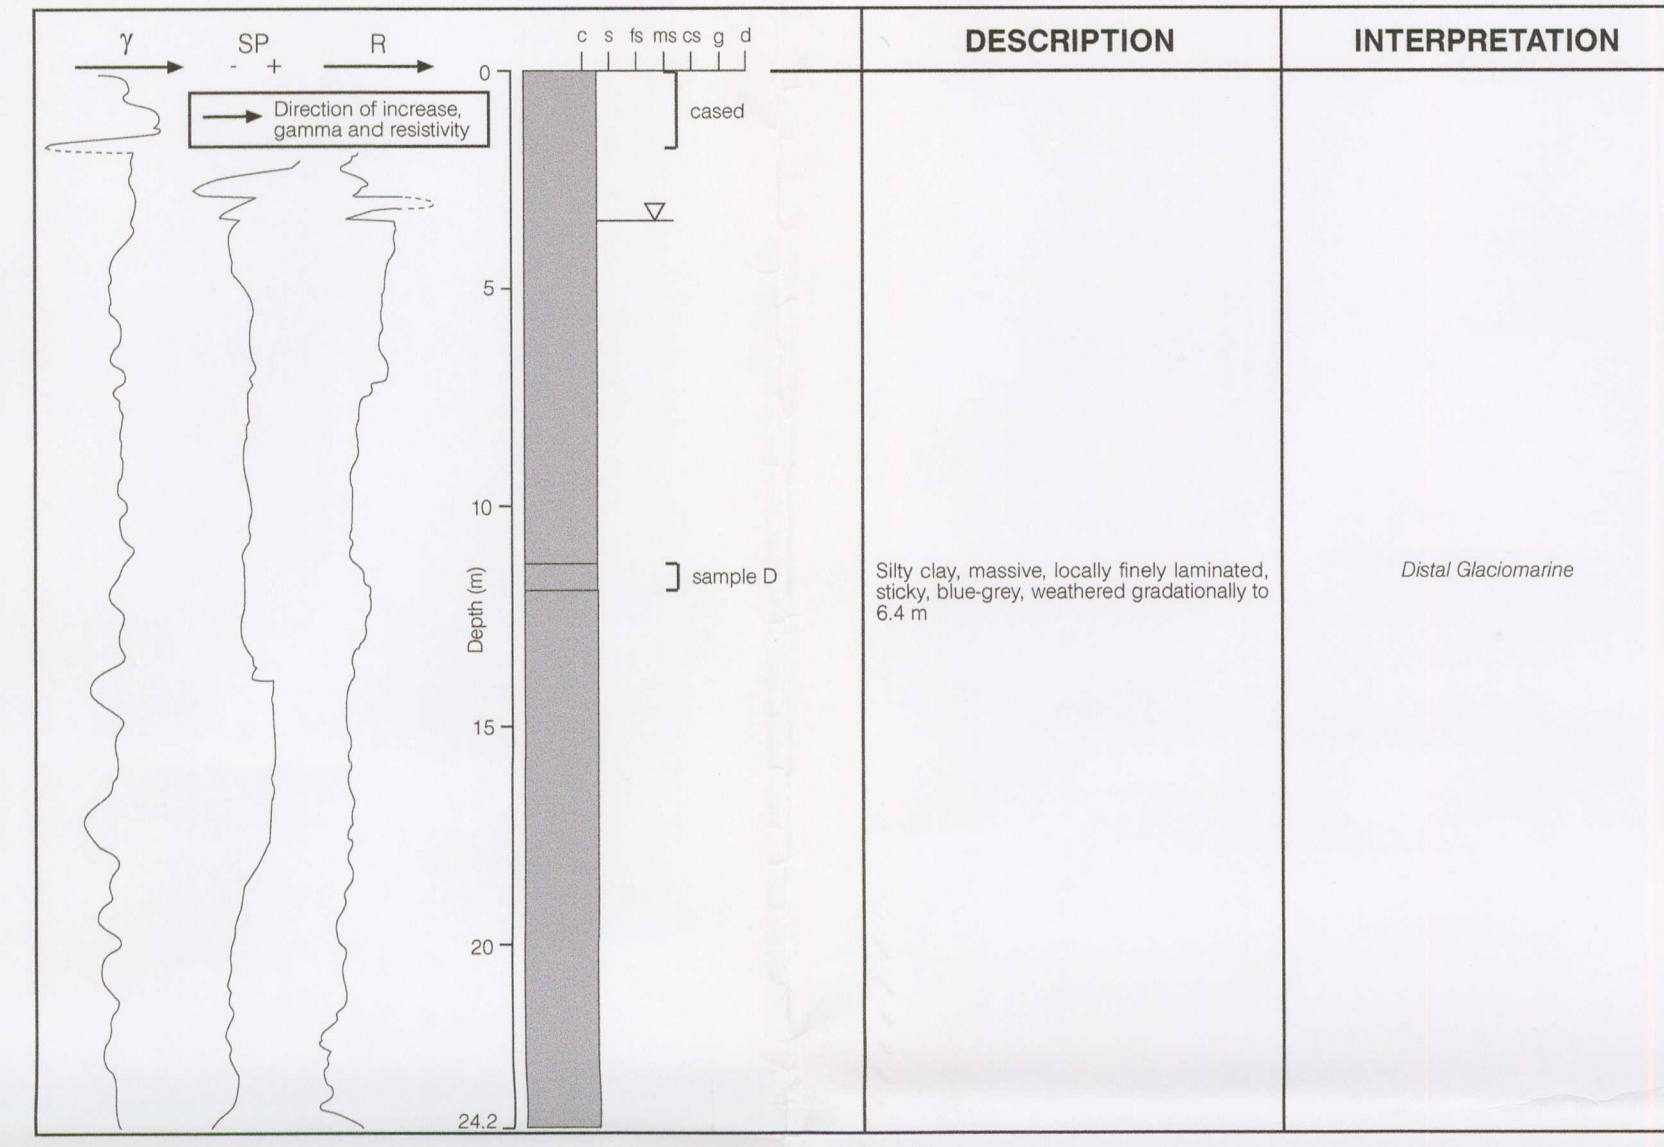 γ SP R
- +
Direction of increase,
gamma and resistivity
c s fs ms cs g d
DESCRIPTION
INTERPRETATION
0
cased
5
10
Depth (m)
sample D
Silty clay, massive, locally finely laminated,
sticky, blue-grey, weathered gradationally to
6.4 m
Distal Glaciomarine
15
20
24.2